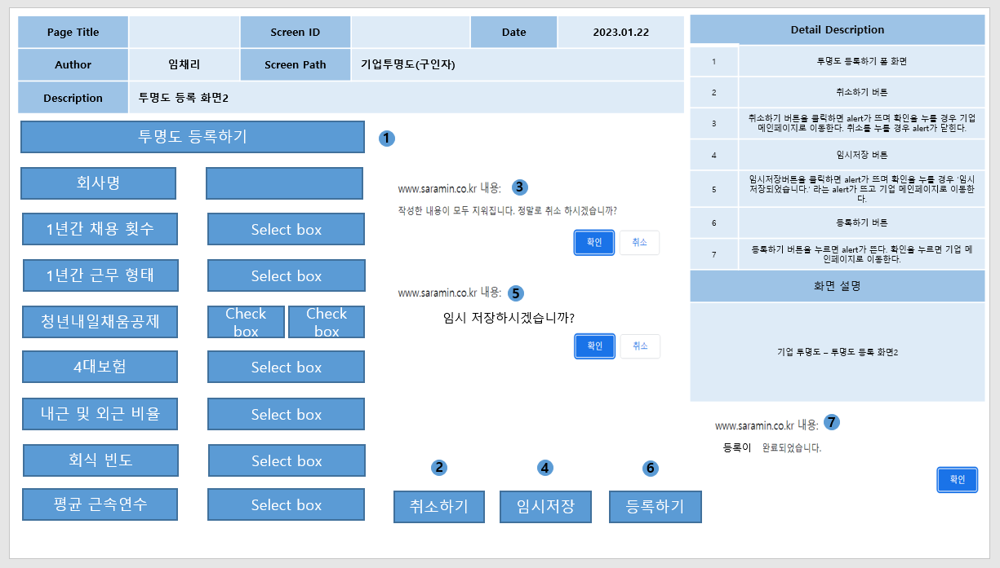 Page Title
Screen ID
Date
2023.01.22
Author
임채리
Screen Path
기업투명도(구인자)
Description
투명도 등록 화면2
투명도 등록하기
1
회사명
1년간 채용 횟수
Select box
1년간 근무 형태
Select box
청년내일채움공제
Check
box
Check
box
4대보험
Select box
내근 및 외근 비율
Select box
회식 빈도
Select box
평균 근속연수
Select box
www.saramin.co.kr 내용:
3
작성한 내용이 모두 지워집니다. 정말로 취소 하시겠습니까?
확인
취소
www.saramin.co.kr 내용:
5
임시 저장하시겠습니까?
확인
취소
2
4
6
취소하기
임시저장
등록하기
Detail Description
1
투명도 등록하기 폼 화면
2
취소하기 버튼
3
취소하기 버튼을 클릭하면 alert가 뜨며 확인을 누를 경우 기업
메인페이지로 이동한다. 취소를 누를 경우 alert가 닫힌다.
4
임시저장 버튼
5
임시저장버튼을 클릭하면 alert가 뜨며 확인을 누를 경우 '임시
저장되었습니다.' 라는 alert가 뜨고 기업 메인페이지로 이동한
다.
6
등록하기 버튼
7
등록하기 버튼을 누르면 alert가 뜬다. 확인을 누르면 기업 메
인페이지로 이동한다.
화면 설명
기업 투명도 – 투명도 등록 화면2
www.saramin.co.kr 내용:
7
등록이 완료되었습니다.
확인